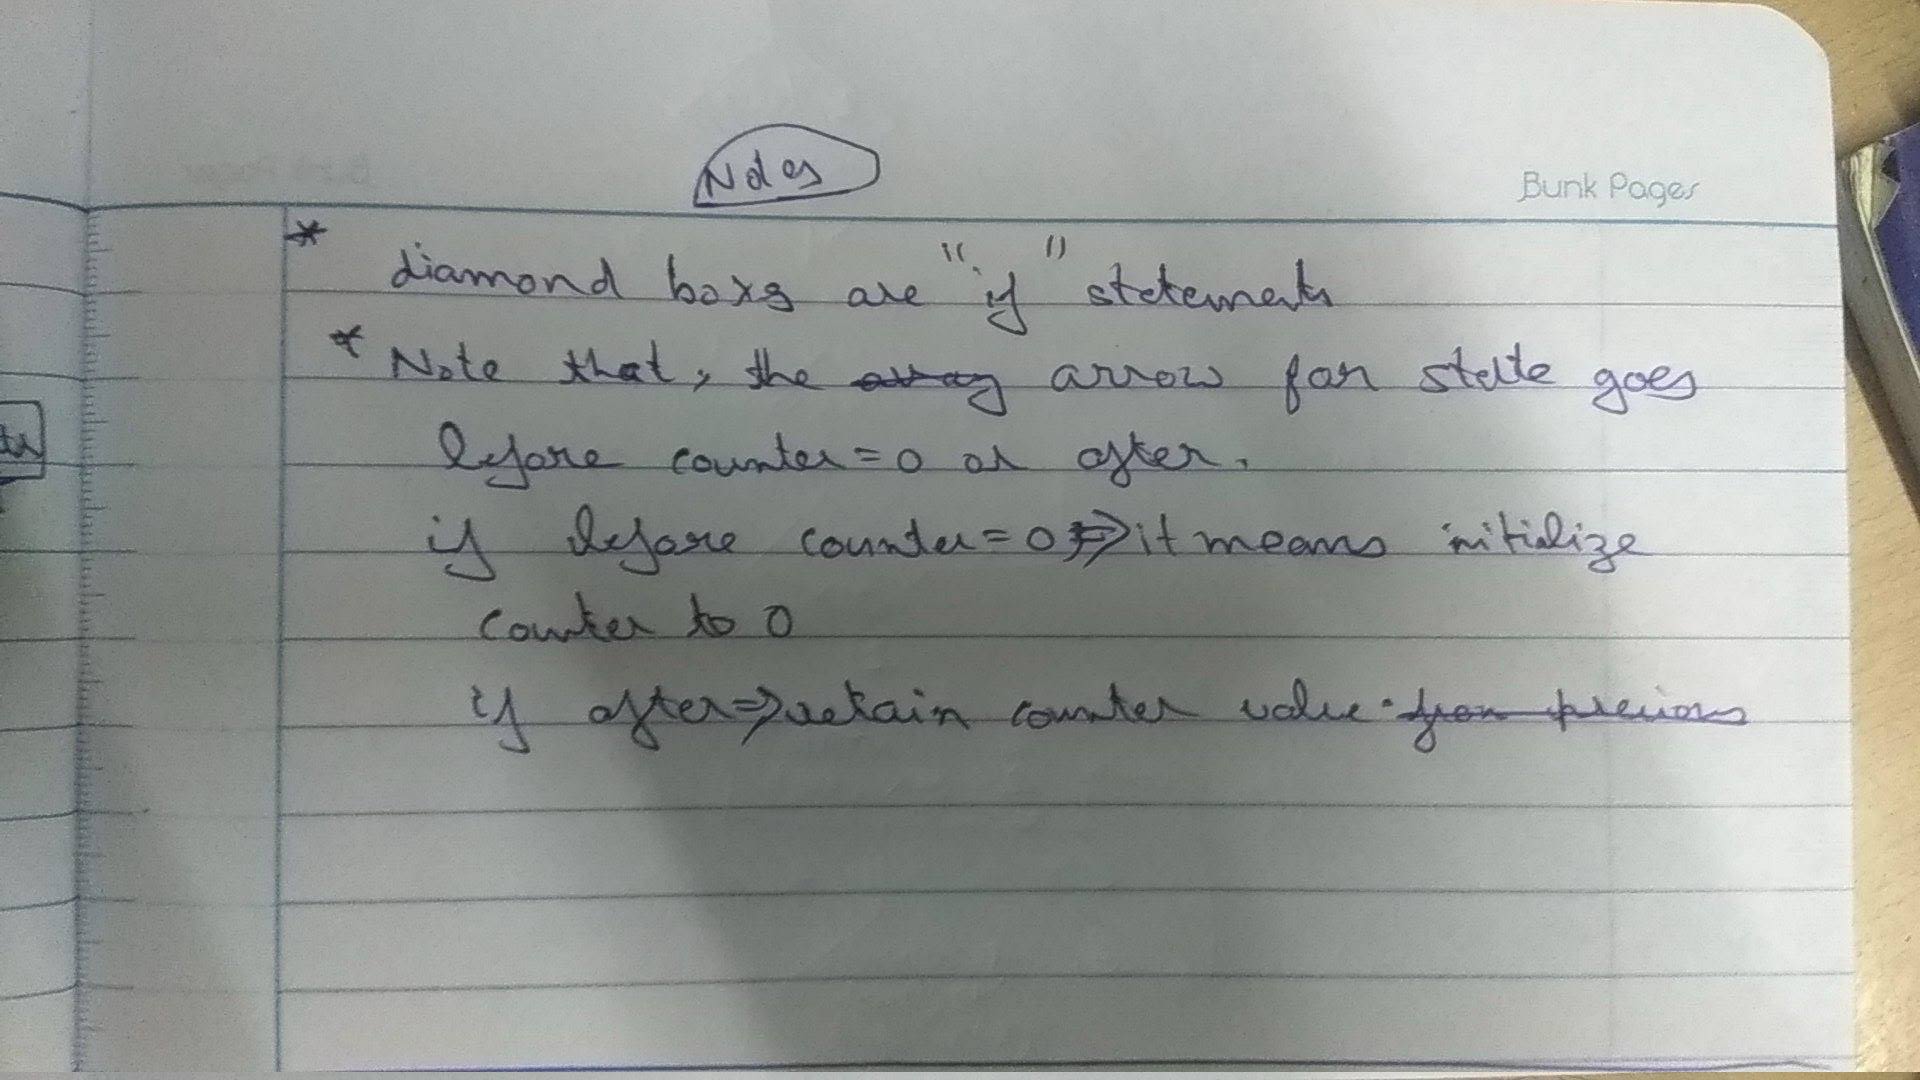 Notes
Bunk Pages
* diamond boxs are "if" statements
* Note that, the array arrow for state goes
before counter=0 or after.
if before counter=0 => it means initialize
counter to 0
if after => retain counter value. from previous